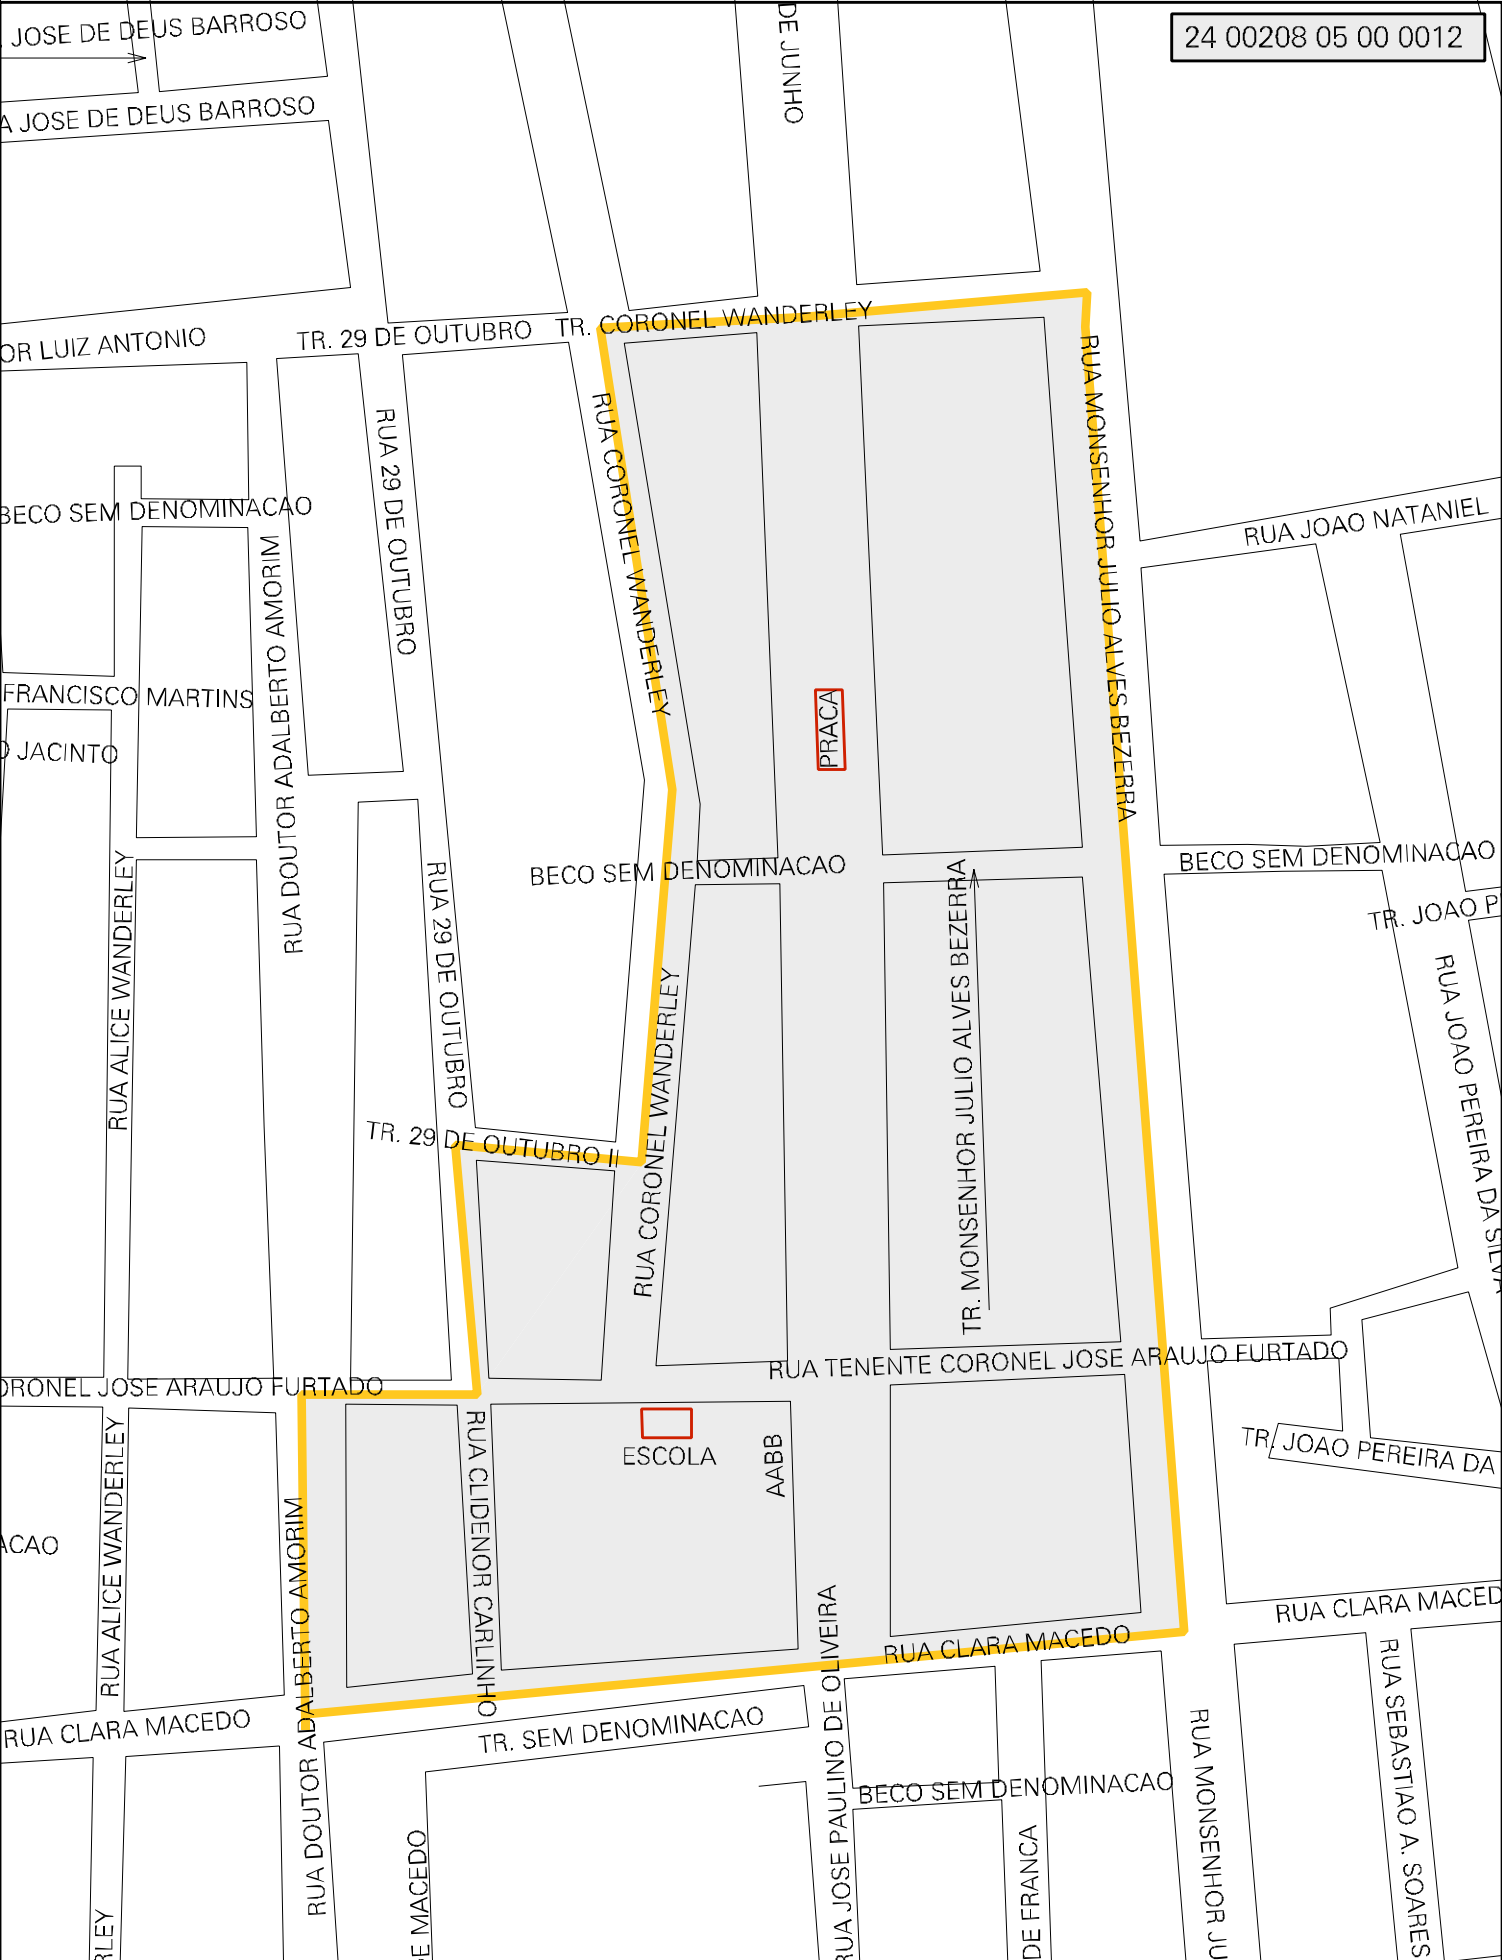 JOSE DE DEUS BARROSO
DE JUNHO
24 00208 05 00 0012
A JOSE DE DEUS BARROSO
TR. CORONEL WANDERLEY
TR. 29 DE OUTUBRO
OR LUIZ ANTONIO
RUA MONSENHOR JULIO ALVES BEZERRA
RUA CORONEL WANDERLEY
RUA 29 DE OUTUBRO
BECO SEM DENOMINACAO
RUA JOAO NATANIEL
RUA DOUTOR ADALBERTO AMORIM
FRANCISCO MARTINS
PRACA
O JACINTO
RUA ALICE WANDERLEY
RUA 29 DE OUTUBRO
BECO SEM DENOMINACAO
BECO SEM DENOMINACAO
TR. MONSENHOR JULIO ALVES BEZERRA
TR. JOAO P
RUA JOAO PEREIRA DA SILVA
RUA CORONEL WANDERLEY
TR. 29 DE OUTUBRO II
RUA TENENTE CORONEL JOSE ARAUJO FURTADO
ORONEL JOSE ARAUJO FURTADO
RUA ALICE WANDERLEY
RUA CLIDENOR CARLINHO
ESCOLA
AABB
TR. JOAO PEREIRA DA
ACAO
RUA DOUTOR ADALBERTO AMORIM
RUA DOUTOR ADALBERTO AMORIM
RUA JOSE PAULINO DE OLIVEIRA
RUA CLARA MACEDO
RUA CLARA MACED
RUA CLARA MACEDO
TR. SEM DENOMINACAO
RUA SEBASTIAO A. SOARES
RUA MONSENHOR JU
BECO SEM DENOMINACAO
E MACEDO
DE FRANCA
RLEY